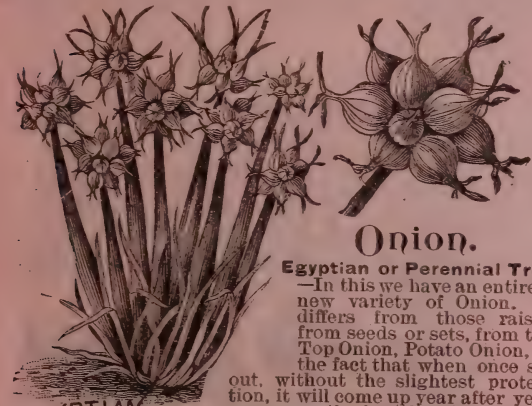 Onion.
Egyptian or Perennial Tr
—In this we have an entire
new variety of Onion.
differs from those rais
from seeds or sets, from t
Top Onion, Potato Onion,
the fact that when once s
out, without the slightest prote
tion, it will come up year after ye